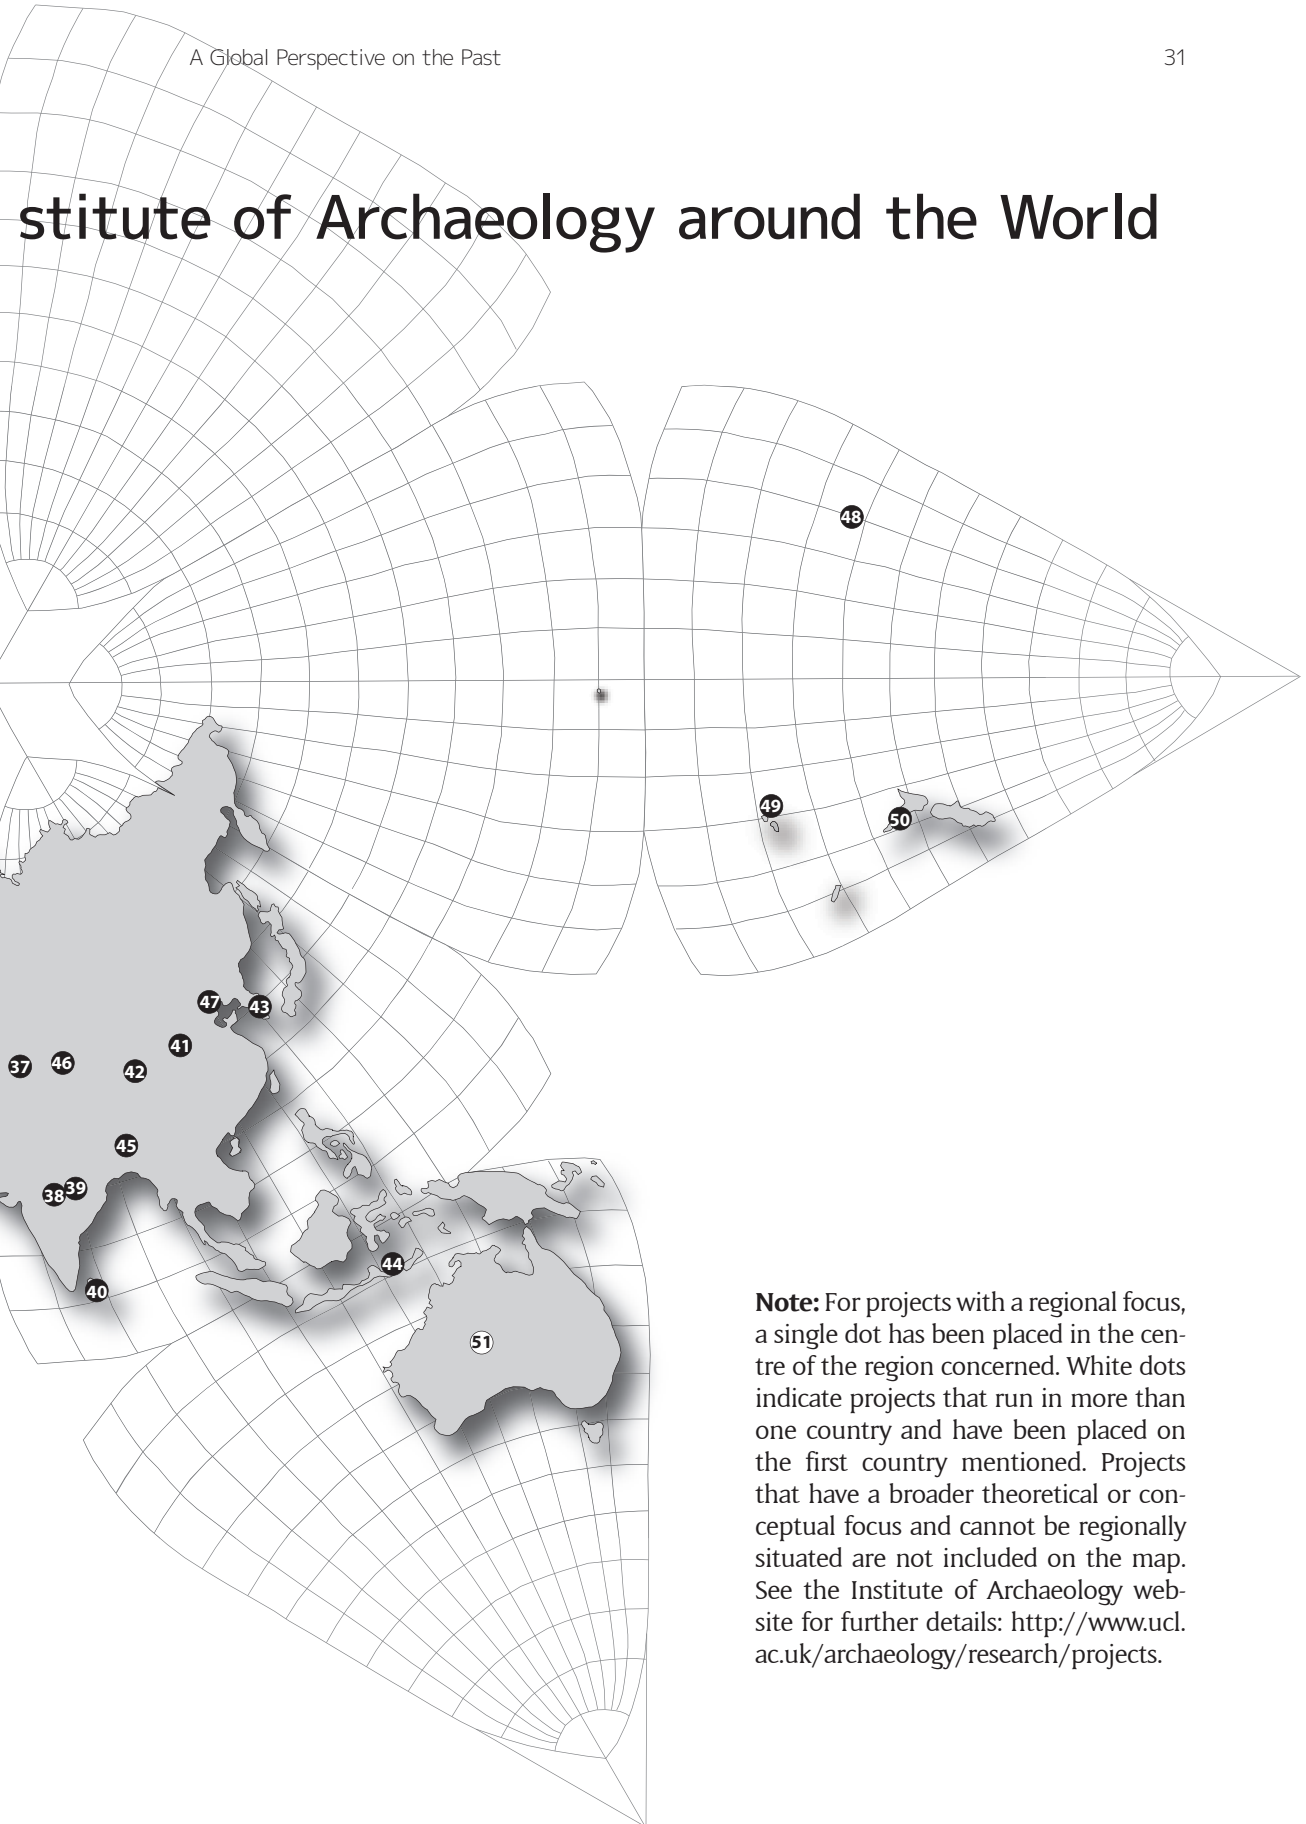 A Global Perspective on the Past 31
stitute of Archaeology around the World
48
49
50
47 43
41
37 46 42
45
38 39
44
40
51
Note: For projects with a regional focus,
a single dot has been placed in the cen-
tre of the region concerned. White dots
indicate projects that run in more than
one country and have been placed on
the first country mentioned. Projects
that have a broader theoretical or con-
ceptual focus and cannot be regionally
situated are not included on the map.
See the Institute of Archaeology web-
site for further details: http://www.ucl.
ac.uk/archaeology/research/projects.